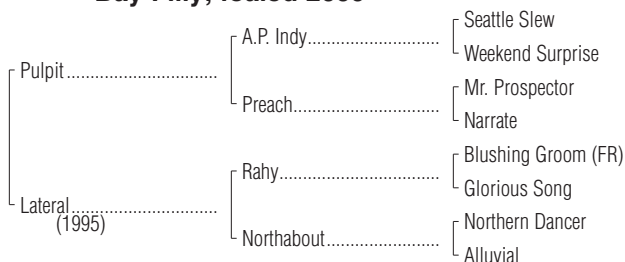 Bay Filly; foaled
Seattle Slew
A.P. Indy
Weekend Surprise
Pulpit
Mr. Prospector
Preach
Narrate
Blushing Groom (FR)
Rahy
Glorious Song
Lateral
(1995)
Northern Dancer
Northabout
Alluvial